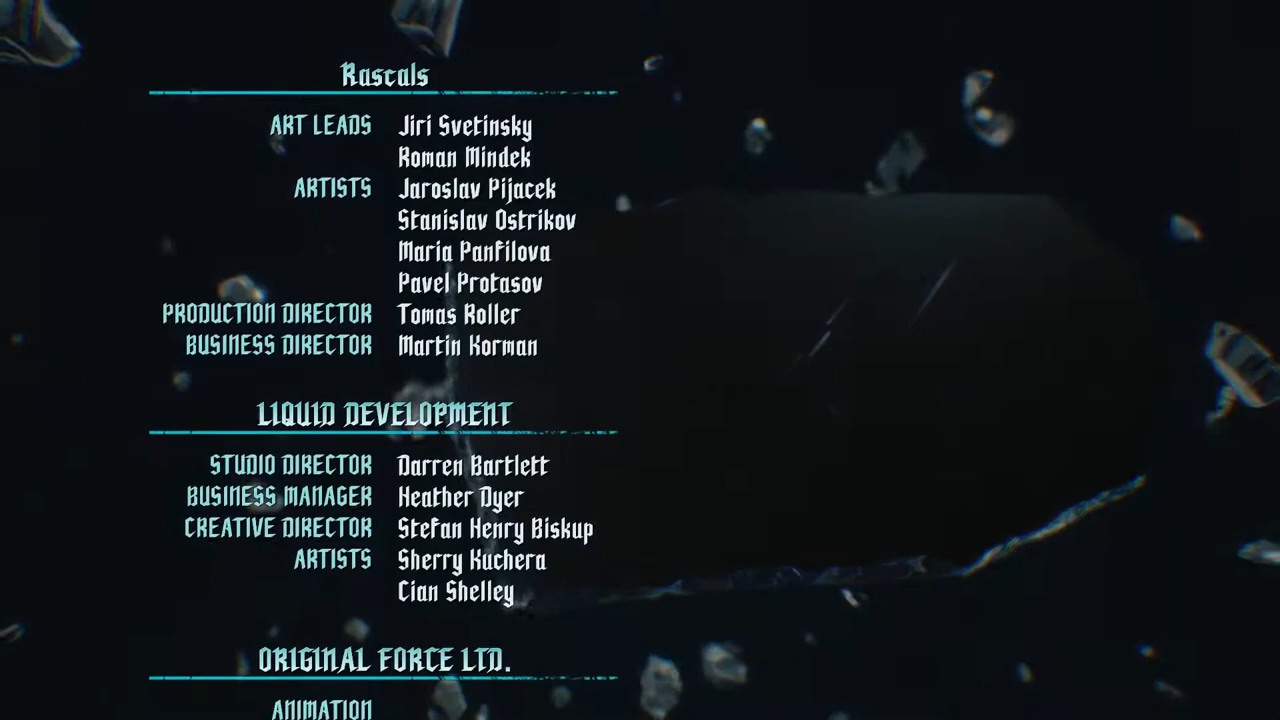 Rascals
ART LEADS Jiri Svetinsky
Roman Mindek
ARTISTS Jaroslav Pijacek
Stanislav Ostrikov
Maria Panfilova
Pavel Protasov
PRODUCTION DIRECTOR Tomas Roller
BUSINESS DIRECTOR Martin Korman
LIQUID DEVELOPMENT
STUDIO DIRECTOR Darren Bartlett
BUSINESS MANAGER Heather Dyer
CREATIVE DIRECTOR Stefan Henry Biskup
ARTISTS Sherry Kuchera
Cian Shelley
ORIGINAL FORCE LTD.
ANIMATION